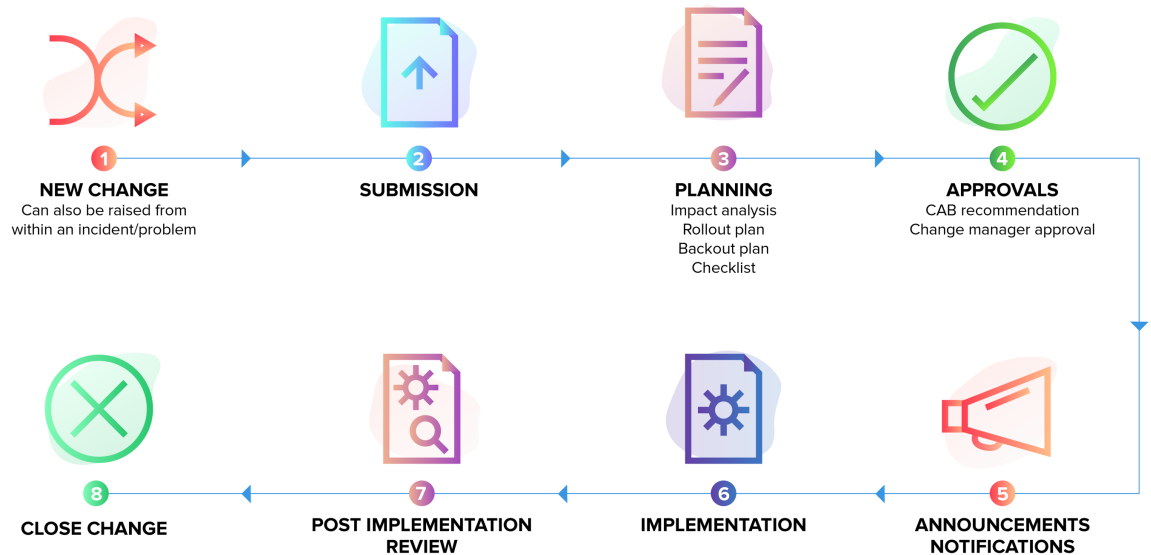 1
NEW CHANGE
Can also be raised from
within an incident/problem
2
SUBMISSION
3
PLANNING
Impact analysis
Rollout plan
Backout plan
Checklist
4
APPROVALS
CAB recommendation
Change manager approval
5
ANNOUNCEMENTS
NOTIFICATIONS
6
IMPLEMENTATION
7
POST IMPLEMENTATION
REVIEW
8
CLOSE CHANGE